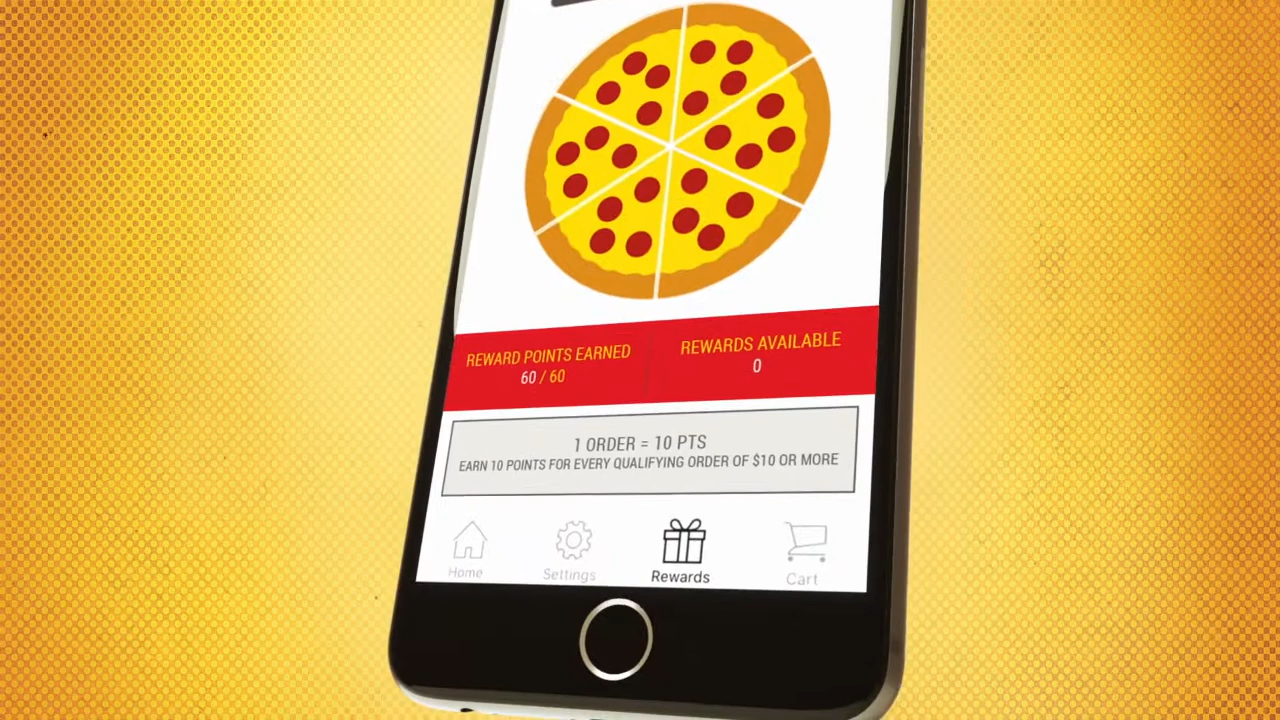 REWARD POINTS EARNED
60 / 60
REWARDS AVAILABLE
0
1 ORDER = 10 PTS
EARN 10 POINTS FOR EVERY QUALIFYING ORDER OF $10 OR MORE
Home
Settings
Rewards
Cart